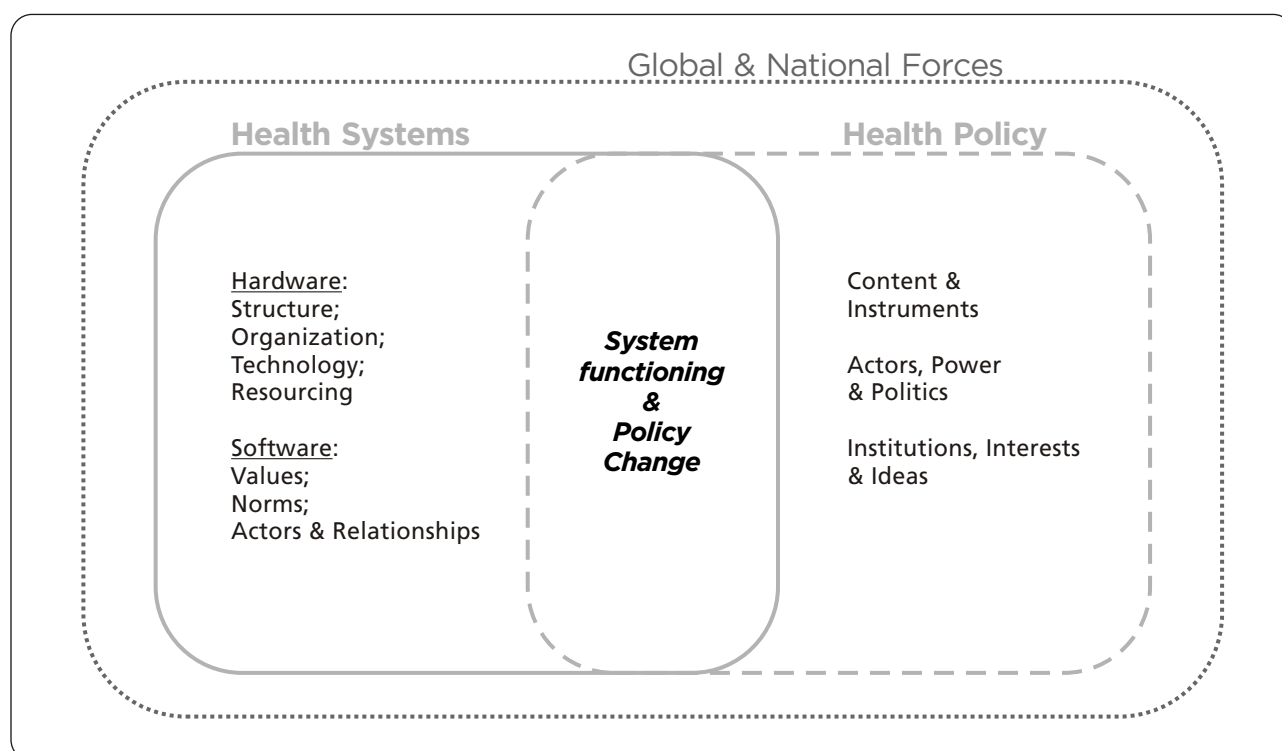 Global & National Forces
Health Systems
Health Policy
Hardware:
Structure;
Organization;
Technology;
Resourcing
Software:
Values;
Norms;
Actors & Relationships
System
functioning
&
Policy
Change
Content &
Instruments
Actors, Power
& Politics
Institutions, Interests
& Ideas